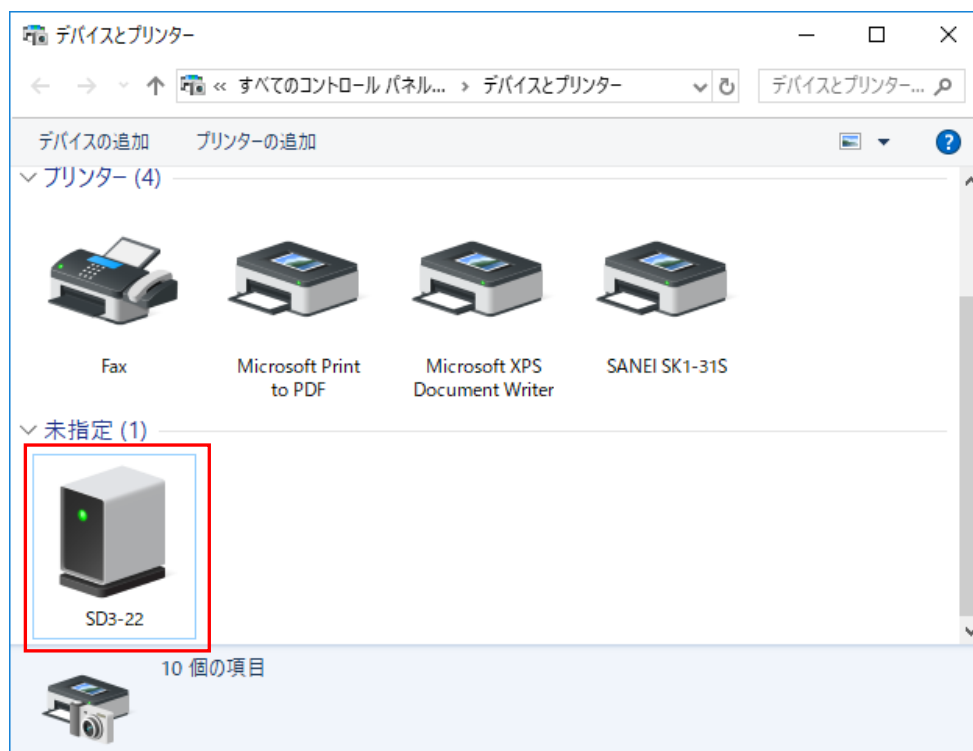 デバイスとプリンター
« すべてのコントロール パネル... › デバイスとプリンター
デバイスとプリンター...
デバイスの追加 プリンターの追加
?
プリンター (4)
Fax
Microsoft Print
to PDF
Microsoft XPS
Document Writer
SANEI SK1-31S
未指定 (1)
SD3-22
10 個の項目